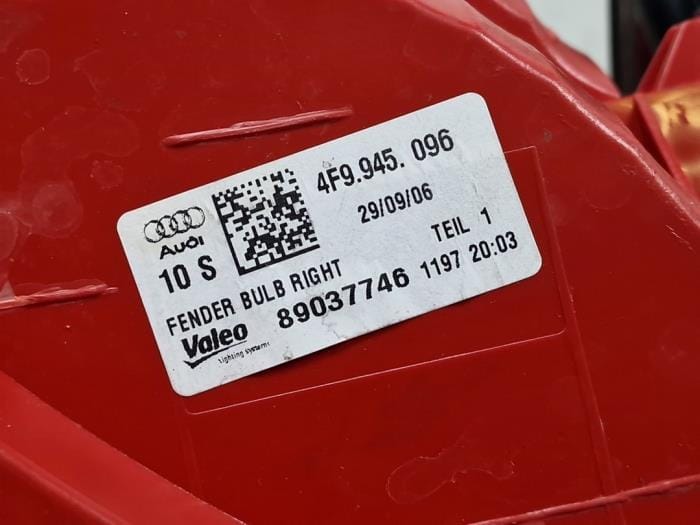 4F9.945. 096
Audi
29/09/06
10 S
TEIL 1
FENDER BULB RIGHT
89037746 1197 20:03
Valeo
lighting systems